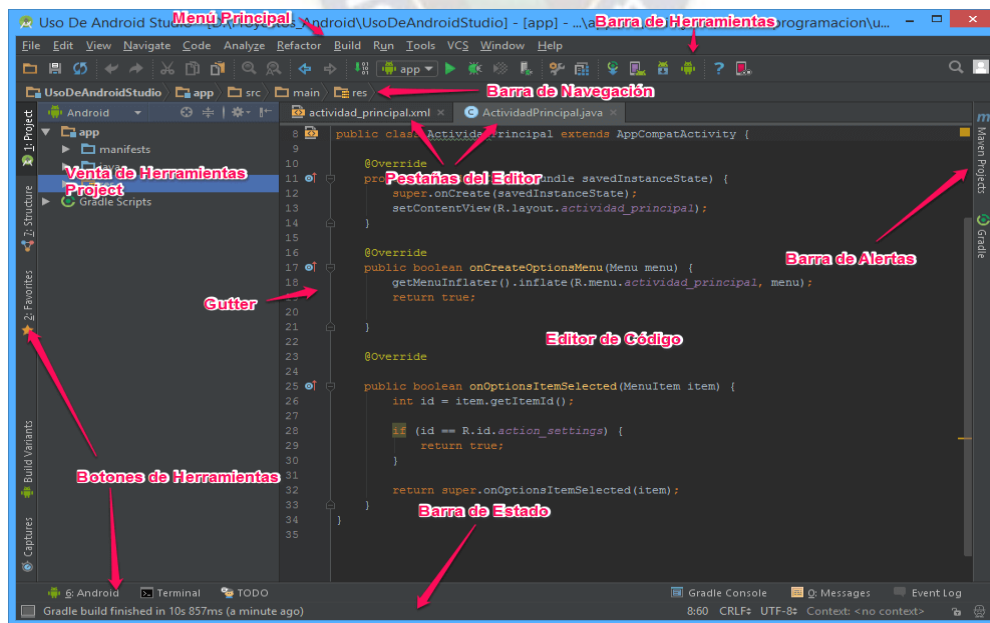 Uso De Android Studio - [D:\Proyectos_Android\UsoDeAndroidStudio] - [app] - ...\a programacion\u...
Menú Principal
Barra de Herramientas
File Edit View Navigate Code Analyze Refactor Build Run Tools VCS Window Help
app
UsoDeAndroidStudio app src main res
Barra de Navegación
1: Project
7: Structure
2: Favorites
Build Variants
Captures
Android
app
manifests
java
Venta de Herramientas
Project
Gradle Scripts
actividad_principal.xml
ActividadPrincipal.java
Pestañas del Editor
8 public class ActividadPrincipal extends AppCompatActivity {
9
10 @Override
11 pro Bundle savedInstanceState) {
12 super.onCreate(savedInstanceState);
13 setContentView(R.layout.actividad_principal);
14 }
15
16 @Override
17 public boolean onCreateOptionsMenu(Menu menu) {
18 getMenuInflater().inflate(R.menu.actividad_principal, menu);
19 return true;
20
21 }
22
23 @Override
24
25 public boolean onOptionsItemSelected(MenuItem item) {
26 int id = item.getItemId();
27
28 if (id == R.id.action_settings) {
29 return true;
30 }
31
32 return super.onOptionsItemSelected(item);
33 }
34 }
35
Gutter
Editor de Código
Barra de Alertas
Maven Projects
Gradle
Botones de Herramientas
Barra de Estado
6: Android Terminal TODO
Gradle Console 0: Messages Event Log
Gradle build finished in 10s 857ms (a minute ago)
8:60 CRLF UTF-8 Context: <no context>